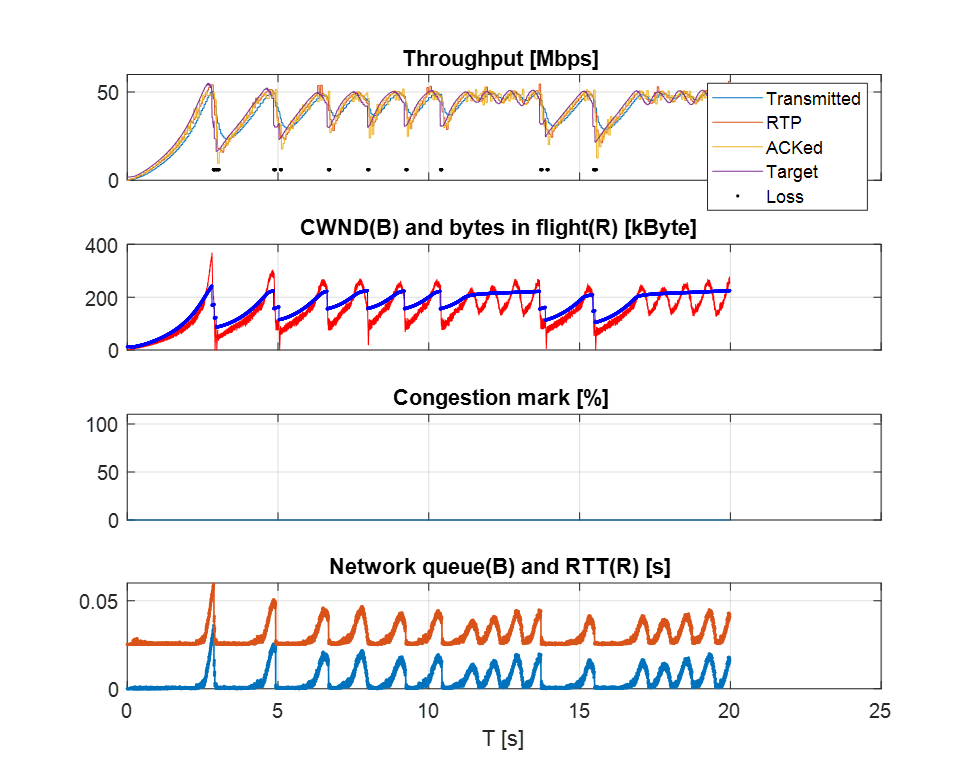 Throughput [Mbps]
50
0
Transmitted
RTP
ACKed
Target
Loss
CWND(B) and bytes in flight(R) [kByte]
400
200
0
Congestion mark [%]
100
50
0
Network queue(B) and RTT(R) [s]
0.05
0
0 5 10 15 20 25
T [s]